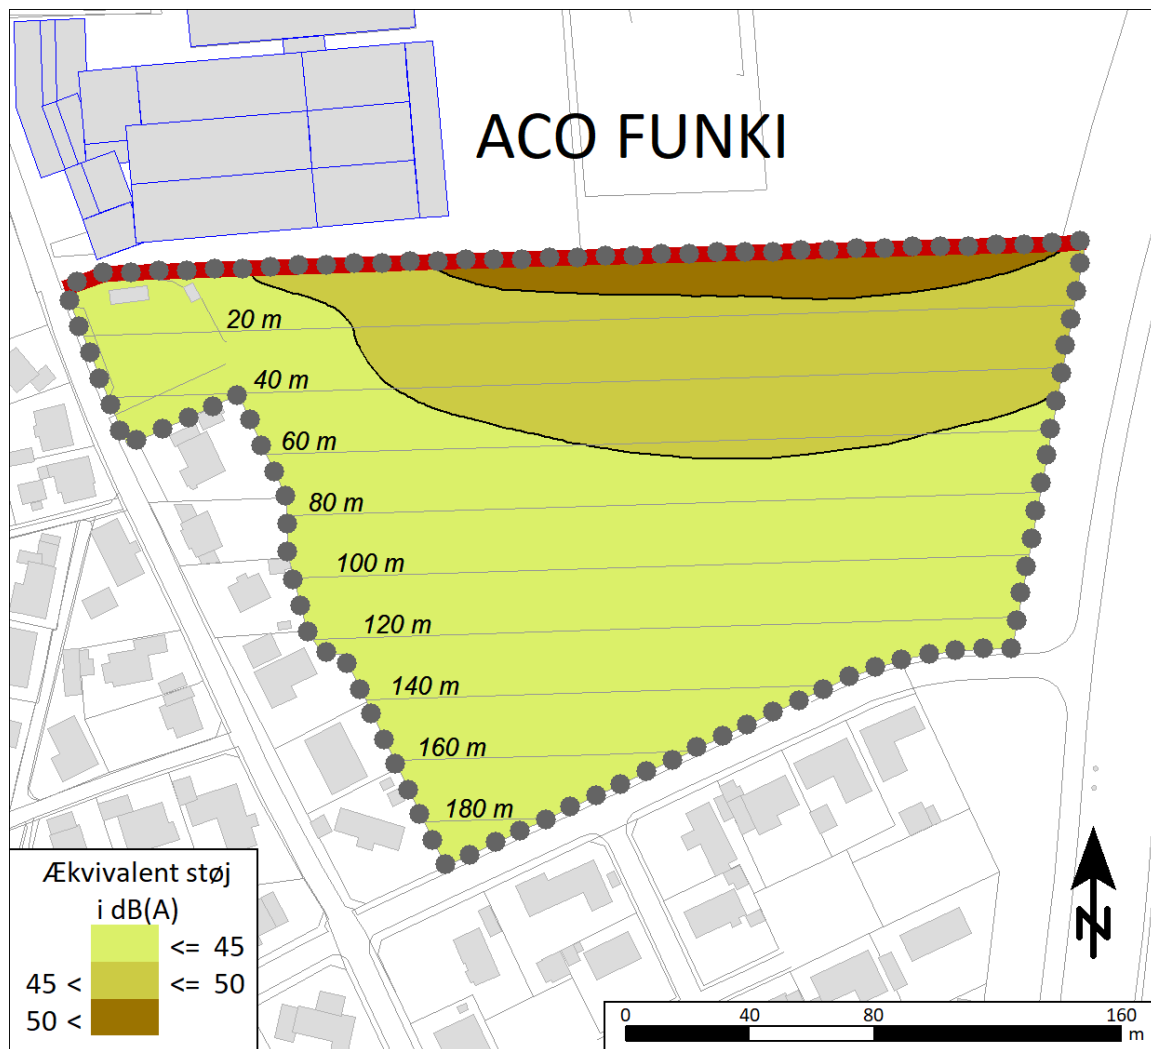 ACO FUNKI
20 m
40 m
60 m
80 m
100 m
120 m
140 m
160 m
180 m
Ækvivalent støj
i dB(A)
<= 45
45 < <= 50
50 <
N
0 40 80 160
m